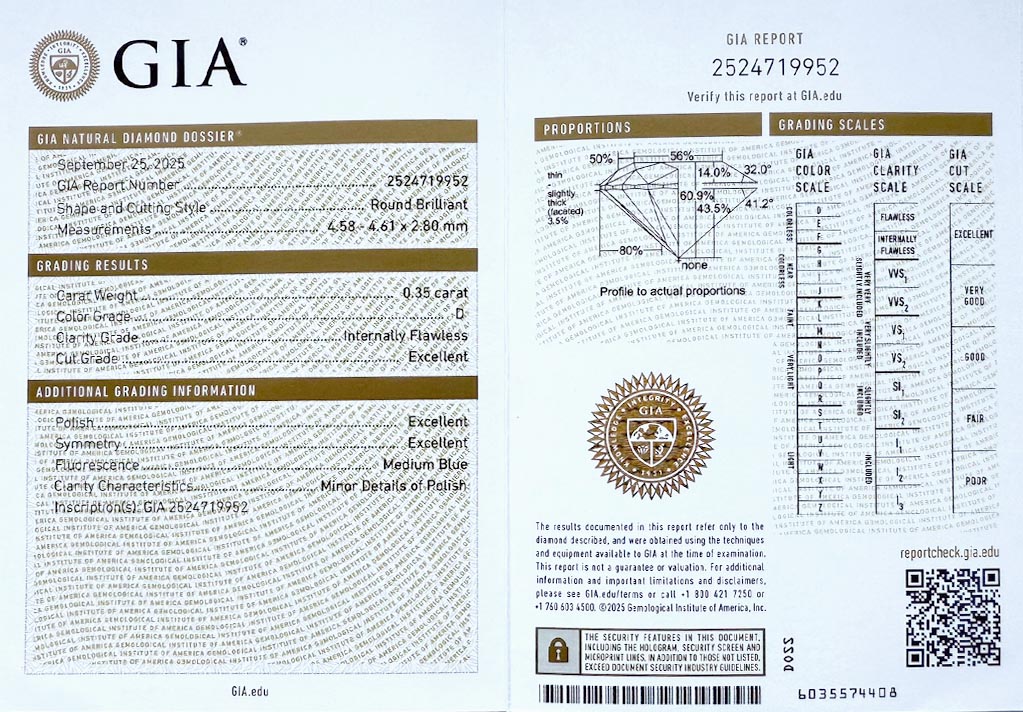 GIA®
GIA NATURAL DIAMOND DOSSIER®
September 25, 2025
GIA Report Number 2524719952
Shape and Cutting Style Round Brilliant
Measurements 4.58 - 4.61 x 2.80 mm
GRADING RESULTS
Carat Weight 0.35 carat
Color Grade D
Clarity Grade Internally Flawless
Cut Grade Excellent
ADDITIONAL GRADING INFORMATION
Polish Excellent
Symmetry Excellent
Fluorescence Medium Blue
Clarity Characteristics Minor Details of Polish
Inscription(s): GIA 2524719952
GIA.edu
GIA REPORT
2524719952
Verify this report at GIA.edu
PROPORTIONS
50%
56%
thin
-
slightly
thick
(faceted)
3.5%
14.0%
32.0°
60.9%
43.5%
41.2°
80%
none
Profile to actual proportions
GRADING SCALES
GIA
COLOR
SCALE
COLORLESS
D
E
F
NEAR COLORLESS
G
H
J
FAINT
K
L
M
VERY LIGHT
N
O
P
Q
R
LIGHT
S
T
U
V
W
X
Y
Z
GIA
CLARITY
SCALE
FLAWLESS
INTERNALLY
FLAWLESS
VERY VERY
SLIGHTLY INCLUDED
VVS1
VVS2
VERY SLIGHTLY
INCLUDED
VS1
VS2
SLIGHTLY
INCLUDED
SI1
SI2
INCLUDED
I1
I2
I3
GIA
CUT
SCALE
EXCELLENT
VERY
GOOD
GOOD
FAIR
POOR
GIA
The results documented in this report refer only to the
diamond described, and were obtained using the techniques
and equipment available to GIA at the time of examination.
This report is not a guarantee or valuation. For additional
information and important limitations and disclaimers,
please see GIA.edu/terms or call +1 800 421 7250 or
+1 760 603 4500. ©2025 Gemological Institute of America, Inc.
THE SECURITY FEATURES IN THIS DOCUMENT,
INCLUDING THE HOLOGRAM, SECURITY SCREEN AND
MICROPRINT LINES, IN ADDITION TO THOSE NOT LISTED,
EXCEED DOCUMENT SECURITY INDUSTRY GUIDELINES.
reportcheck.gia.edu
6035574408